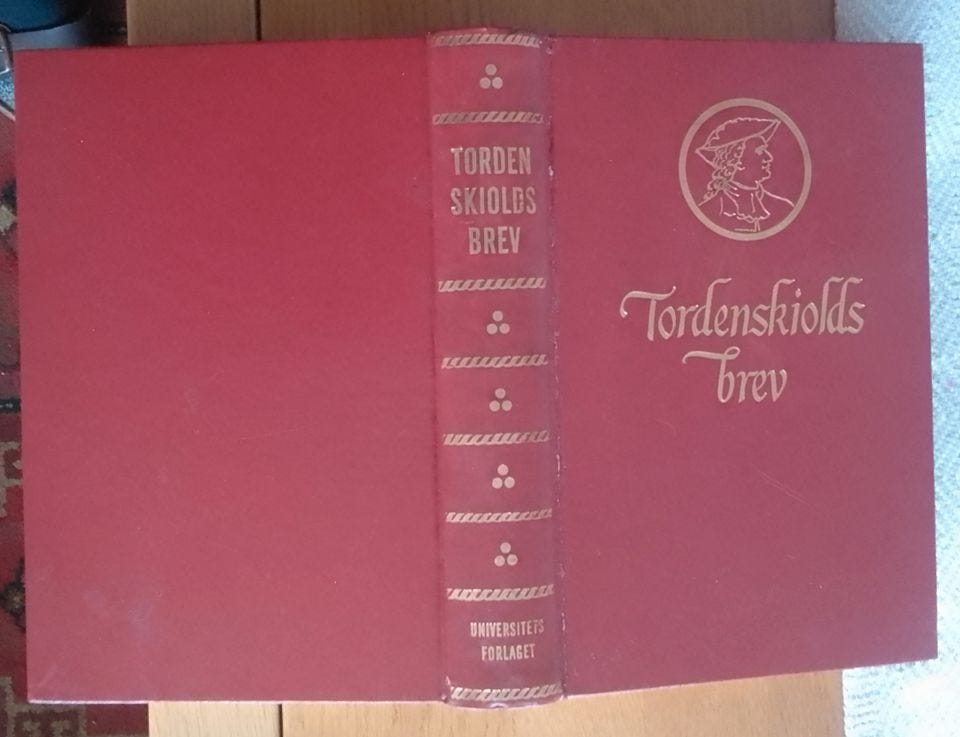 TORDEN
SKIOLDS
BREV
UNIVERSITETS
FORLAGET
Tordenskiolds
brev